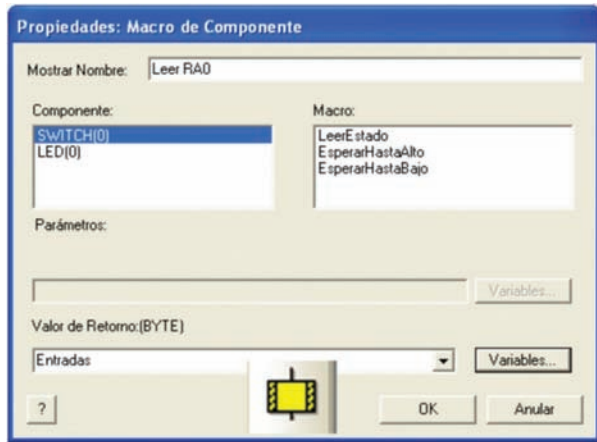 Propiedades: Macro de Componente
Mostrar Nombre: Leer RA0
Componente: Macro:
SWITCH(0) LeerEstado
LED(0) EsperarHastaAlto
EsperarHastaBajo
Parámetros:
Variables...
Valor de Retorno:(BYTE)
Entradas Variables...
? OK Anular